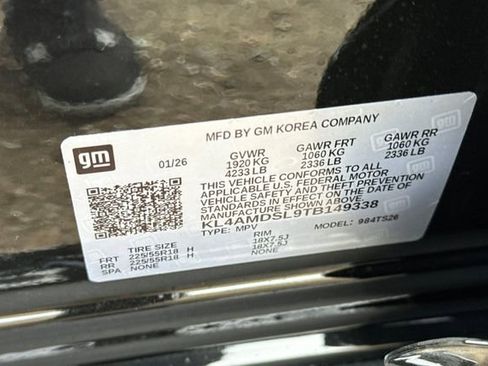 MFD BY GM KOREA COMPANY
gm 01/26 GVWR GAWR FRT GAWR RR
1920 KG 1060 KG 1060 KG
4233 LB 2336 LB 2336 LB
THIS VEHICLE CONFORMS TO ALL
APPLICABLE U.S. FEDERAL MOTOR
VEHICLE SAFETY AND THEFT PREVENTION
STANDARDS IN EFFECT ON THE DATE OF
MANUFACTURE SHOWN ABOVE.
KL4AMDSL9TB149338
TYPE: MPV MODEL: 984TS26
TIRE SIZE RIM
FRT 225/55R18 H 18X7.5J
RR 225/55R18 H 18X7.5J
SPA NONE NONE